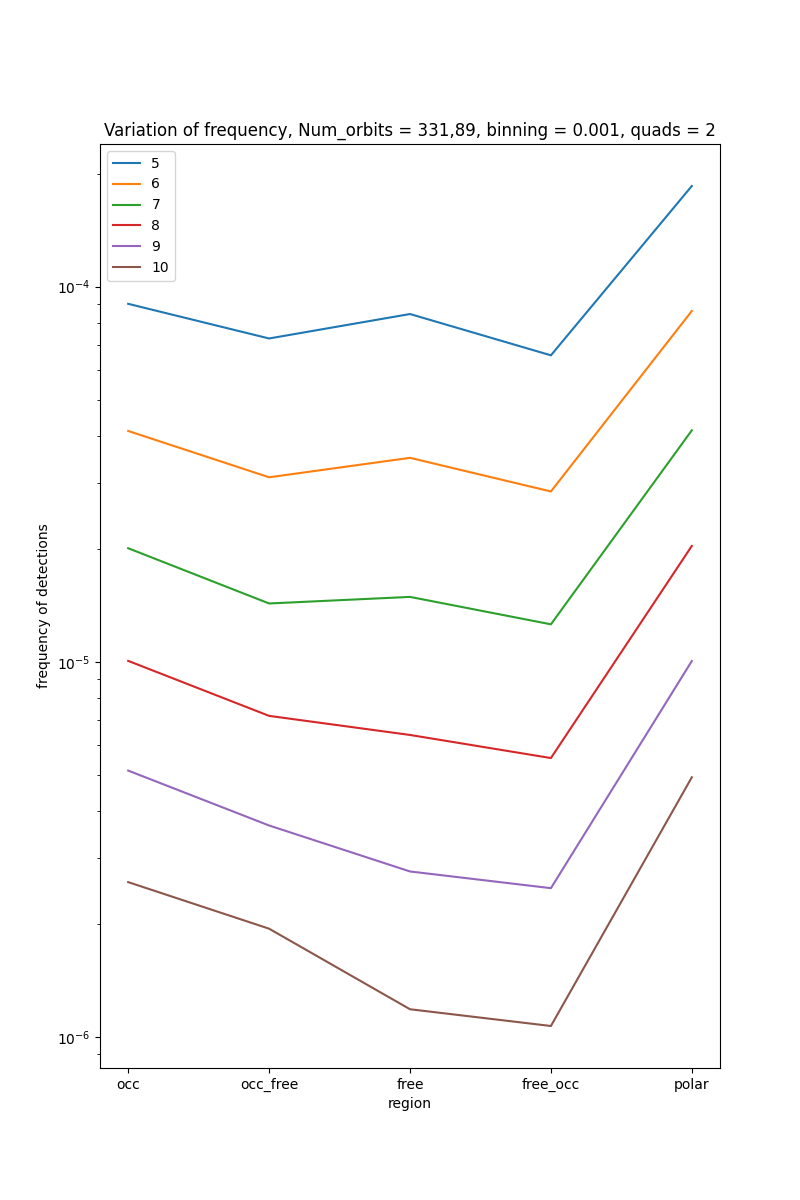 Variation of frequency, Num_orbits = 331,89, binning = 0.001, quads = 2
5
6
7
8
9
10
10⁻⁴
10⁻⁵
10⁻⁶
frequency of detections
occ occ_free free free_occ polar
region